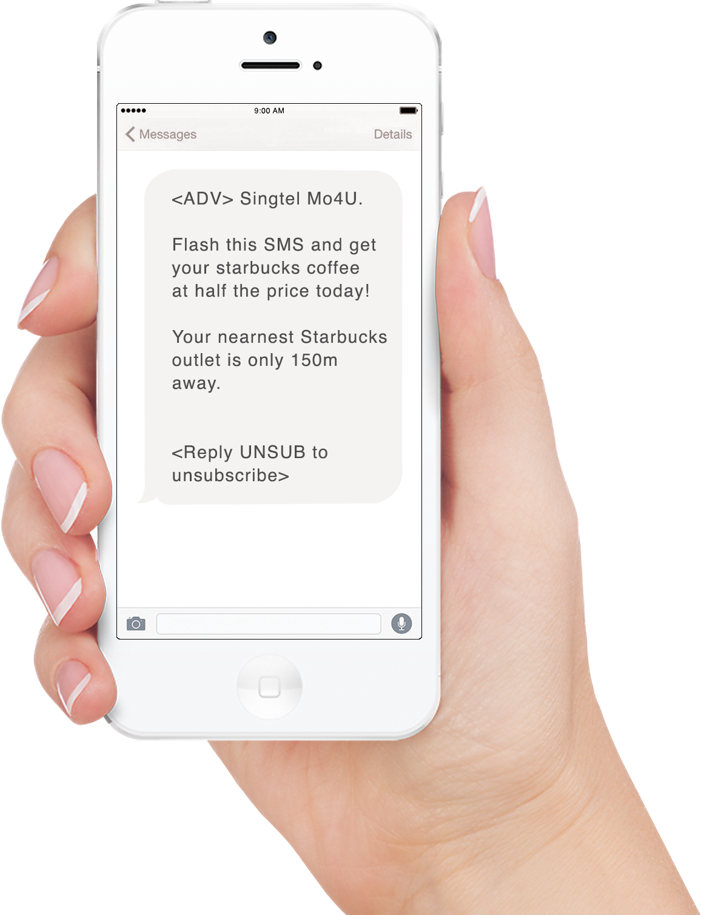 9:00 AM
Messages
Details
<ADV> Singtel Mo4U.
Flash this SMS and get
your starbucks coffee
at half the price today!
Your nearnest Starbucks
outlet is only 150m
away.
<Reply UNSUB to
unsubscribe>